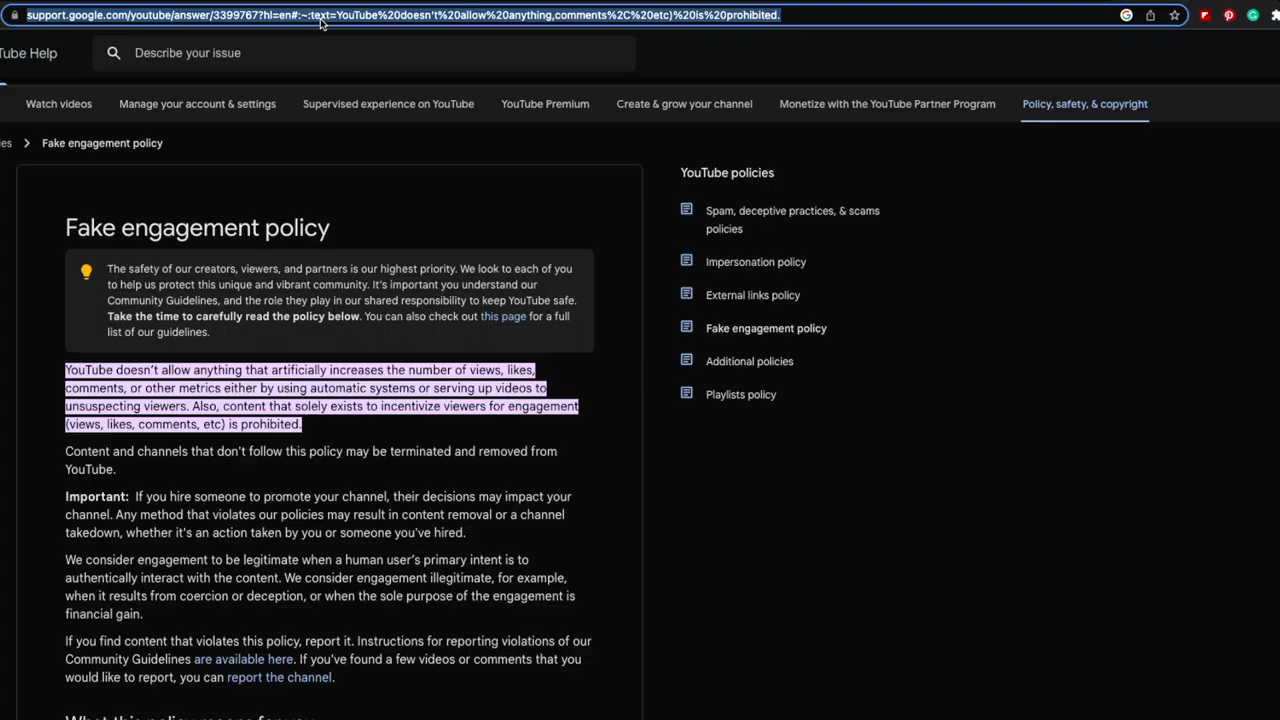 support.google.com/youtube/answer/3399767?hl=en#:~:text=YouTube%20doesn't%20allow%20anything,comments%2C%20etc)%20is%20prohibited.
Tube Help
Describe your issue
Watch videos
Manage your account & settings
Supervised experience on YouTube
YouTube Premium
Create & grow your channel
Monetize with the YouTube Partner Program
Policy, safety, & copyright
ies
Fake engagement policy
Fake engagement policy
The safety of our creators, viewers, and partners is our highest priority. We look to each of you
to help us protect this unique and vibrant community. It's important you understand our
Community Guidelines, and the role they play in our shared responsibility to keep YouTube safe.
Take the time to carefully read the policy below. You can also check out this page for a full
list of our guidelines.
YouTube doesn't allow anything that artificially increases the number of views, likes,
comments, or other metrics either by using automatic systems or serving up videos to
unsuspecting viewers. Also, content that solely exists to incentivize viewers for engagement
(views, likes, comments, etc) is prohibited.
Content and channels that don't follow this policy may be terminated and removed from
YouTube.
Important: If you hire someone to promote your channel, their decisions may impact your
channel. Any method that violates our policies may result in content removal or a channel
takedown, whether it's an action taken by you or someone you've hired.
We consider engagement to be legitimate when a human user's primary intent is to
authentically interact with the content. We consider engagement illegitimate, for example,
when it results from coercion or deception, or when the sole purpose of the engagement is
financial gain.
If you find content that violates this policy, report it. Instructions for reporting violations of our
Community Guidelines are available here. If you've found a few videos or comments that you
would like to report, you can report the channel.
What this policy means for you
YouTube policies
Spam, deceptive practices, & scams
policies
Impersonation policy
External links policy
Fake engagement policy
Additional policies
Playlists policy